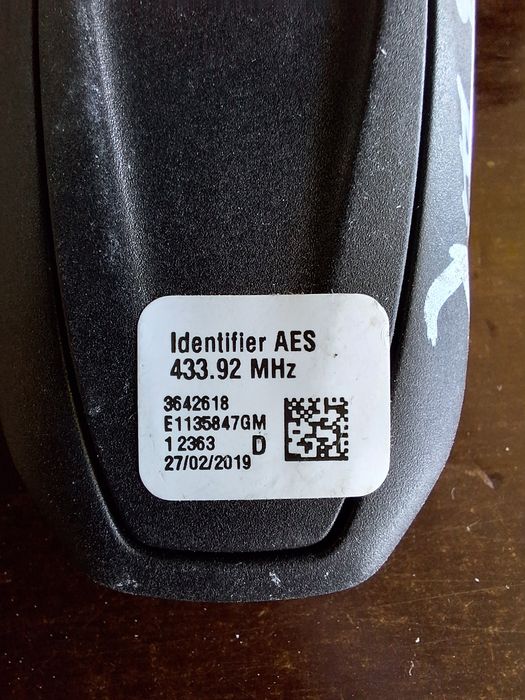 Identifier AES
433.92 MHz
3642618
E1135847GM
1 2363 D
27/02/2019